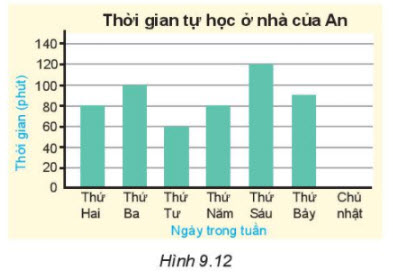 Thời gian tự học ở nhà của An
Thời gian (phút)
140
120
100
80
60
40
20
0
Thứ Hai
Thứ Ba
Thứ Tư
Thứ Năm
Thứ Sáu
Thứ Bảy
Chủ nhật
Ngày trong tuần
Hình 9.12